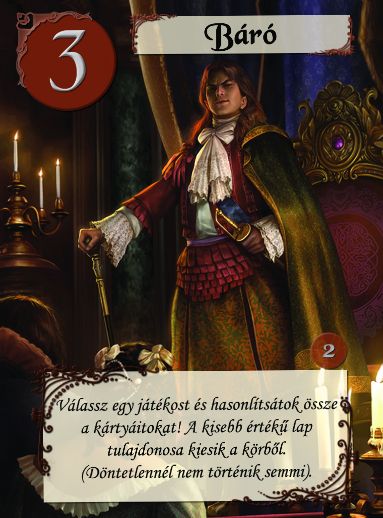 3
Báró
2
Válassz egy játékost és hasonlítsátok össze
a kártyáitokat! A kisebb értékű lap
tulajdonosa kiesik a körből.
(Döntetlennél nem történik semmi).